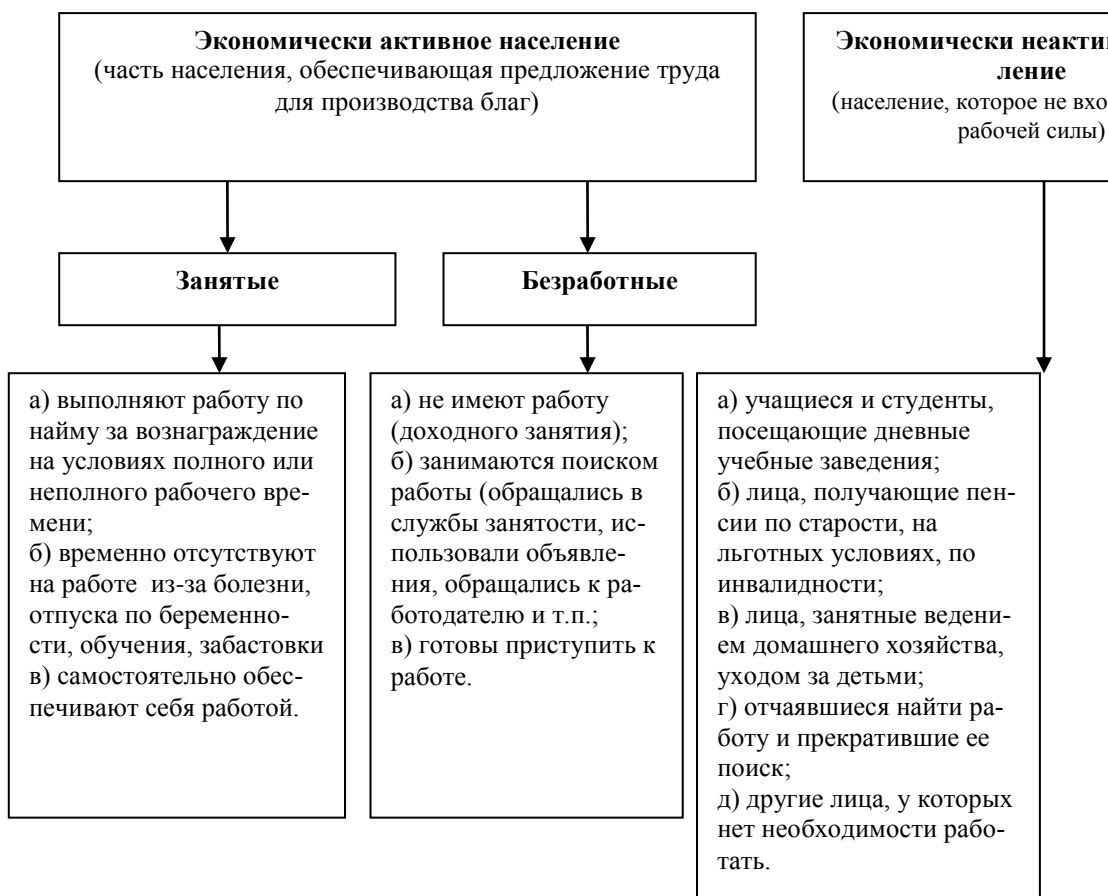 Экономически активное население
(часть населения, обеспечивающая предложение труда
для производства благ)
Экономически
ление
(население, которое не
рабочей силы)
Занятые
Безработные
а) выполняют работу по
найму за вознаграждение
на условиях полного или
неполного рабочего вре-
мени;
б) временно отсутствуют
на работе из-за болезни,
отпуска по беременно-
сти, обучения, забастовки
в) самостоятельно обес-
печивают себя работой.
а) не имеют работу
(доходного занятия);
б) занимаются поиском
работы (обращались в
службы занятости, ис-
пользовали объявле-
ния, обращались к ра-
ботодателю и т.п.;
в) готовы приступить к
работе.
а) учащиеся и студенты,
посещающие дневные
учебные заведения;
б) лица, получающие пен-
сии по старости, на
льготных условиях, по
инвалидности;
в) лица, занятные ведени-
ем домашнего хозяйства,
уходом за детьми;
г) отчаявшиеся найти ра-
боту и прекратившие ее
поиск;
д) другие лица, у которых
нет необходимости рабо-
тать.